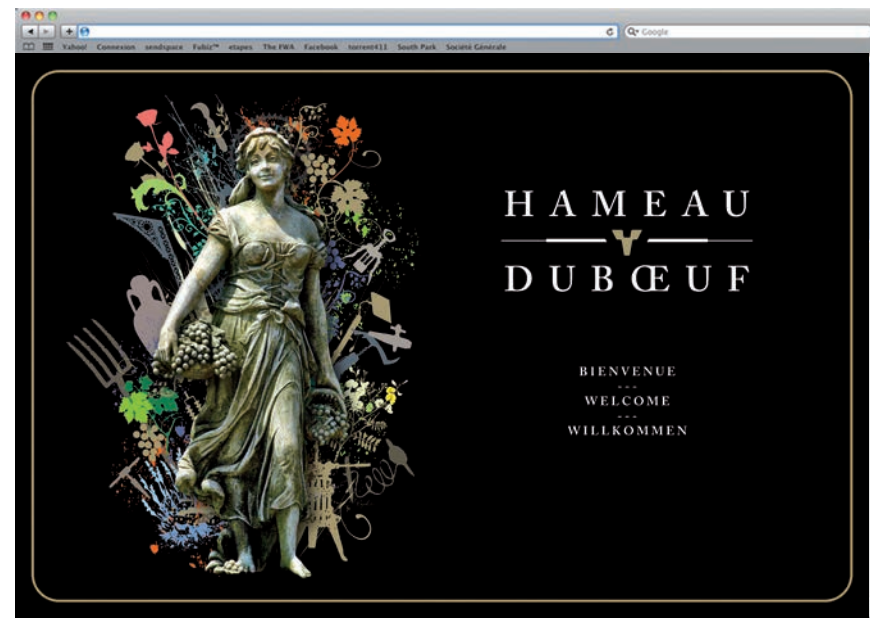 Google
Yahoo! Connexion sendspace Fubiz™ etapes The FWA Facebook torrent411 South Park Société Générale
HAMEAU
DUBŒUF
BIENVENUE
---
WELCOME
---
WILLKOMMEN